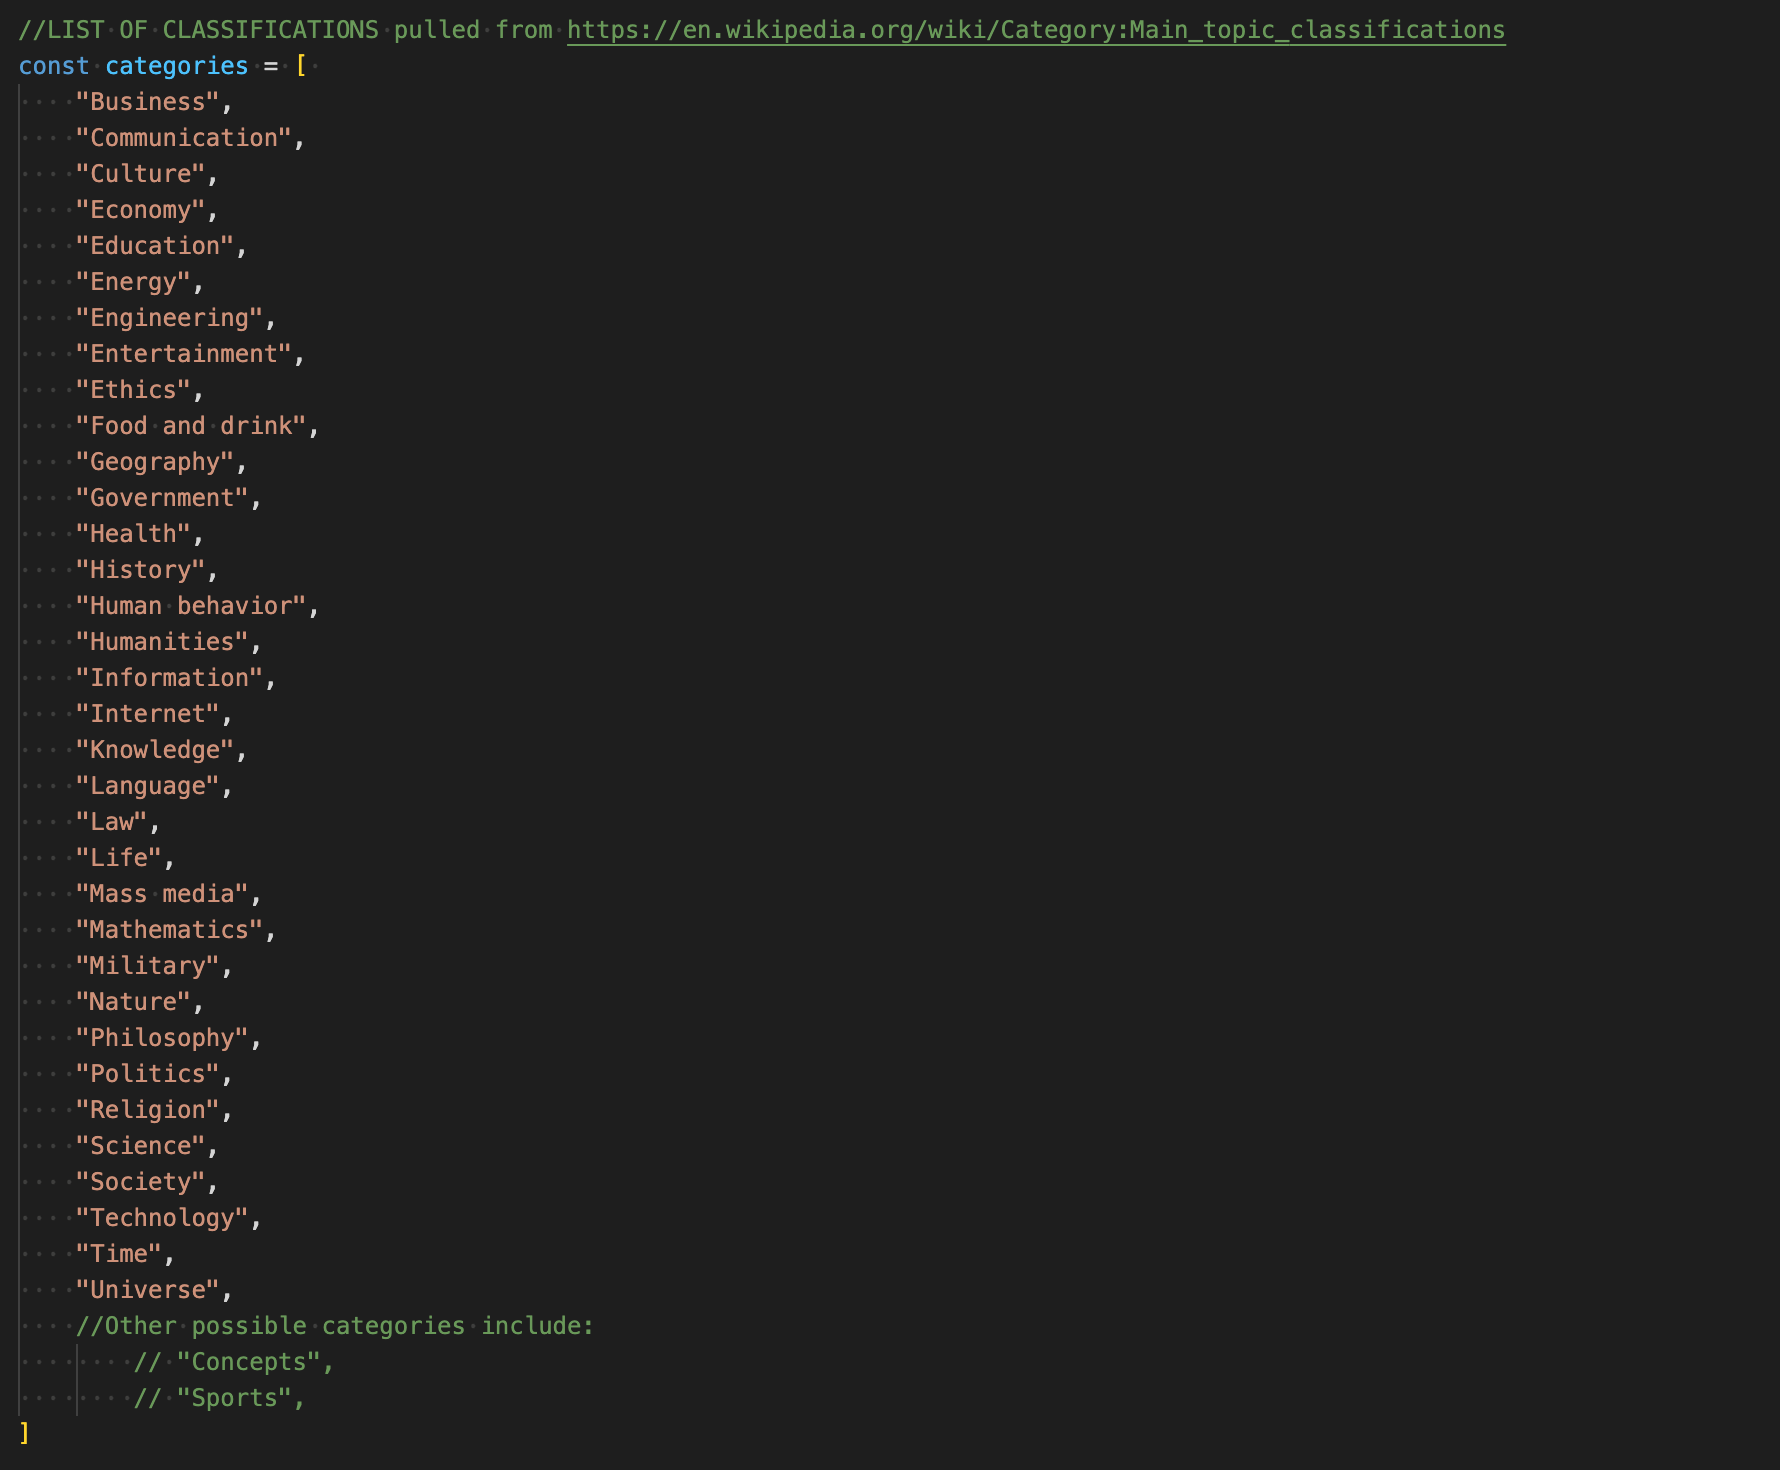 //LIST OF CLASSIFICATIONS pulled from https://en.wikipedia.org/wiki/Category:Main_topic_classifications
const categories = [
    "Business",
    "Communication",
    "Culture",
    "Economy",
    "Education",
    "Energy",
    "Engineering",
    "Entertainment",
    "Ethics",
    "Food and drink",
    "Geography",
    "Government",
    "Health",
    "History",
    "Human behavior",
    "Humanities",
    "Information",
    "Internet",
    "Knowledge",
    "Language",
    "Law",
    "Life",
    "Mass media",
    "Mathematics",
    "Military",
    "Nature",
    "Philosophy",
    "Politics",
    "Religion",
    "Science",
    "Society",
    "Technology",
    "Time",
    "Universe",
    //Other possible categories include:
        // "Concepts",
        // "Sports",
]